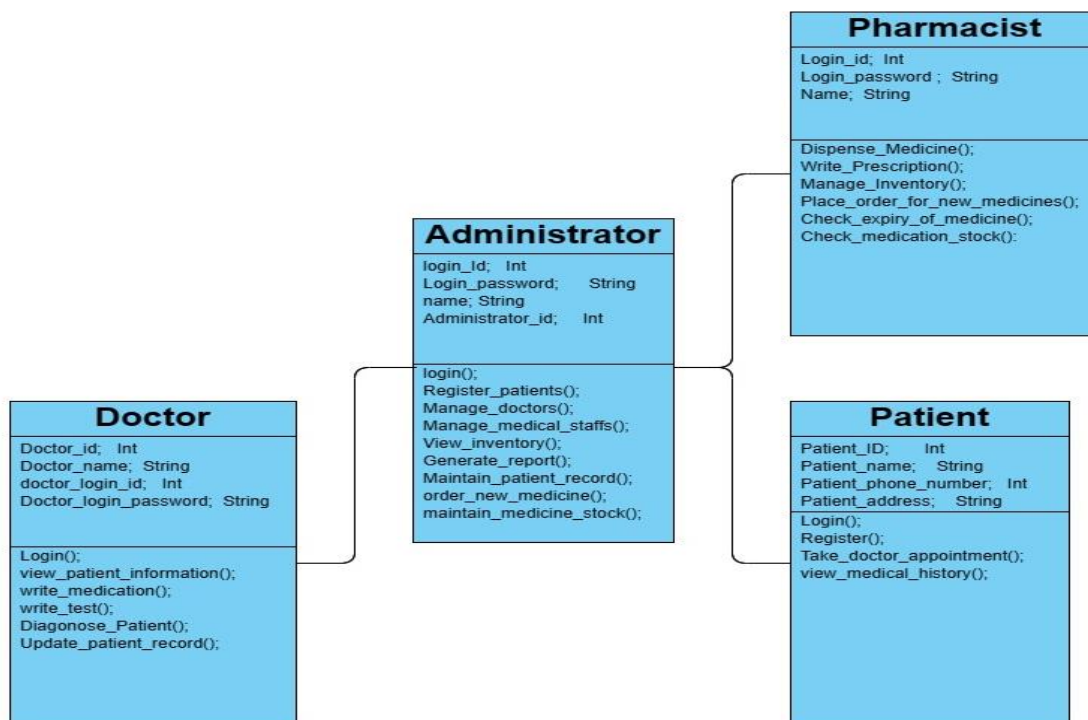 Pharmacist
Login_id; Int
Login_password ; String
Name; String
Dispense_Medicine();
Write_Prescription();
Manage_Inventory();
Place_order_for_new_medicines();
Check_expiry_of_medicine();
Check_medication_stock():
Administrator
login_Id; Int
Login_password; String
name; String
Administrator_id; Int
login();
Register_patients();
Manage_doctors();
Manage_medical_staffs();
View_inventory();
Generate_report();
Maintain_patient_record();
order_new_medicine();
maintain_medicine_stock();
Doctor
Doctor_id; Int
Doctor_name; String
doctor_login_id; Int
Doctor_login_password; String
Login();
view_patient_information();
write_medication();
write_test();
Diagonose_Patient();
Update_patient_record();
Patient
Patient_ID; Int
Patient_name; String
Patient_phone_number; Int
Patient_address; String
Login();
Register();
Take_doctor_appointment();
view_medical_history();